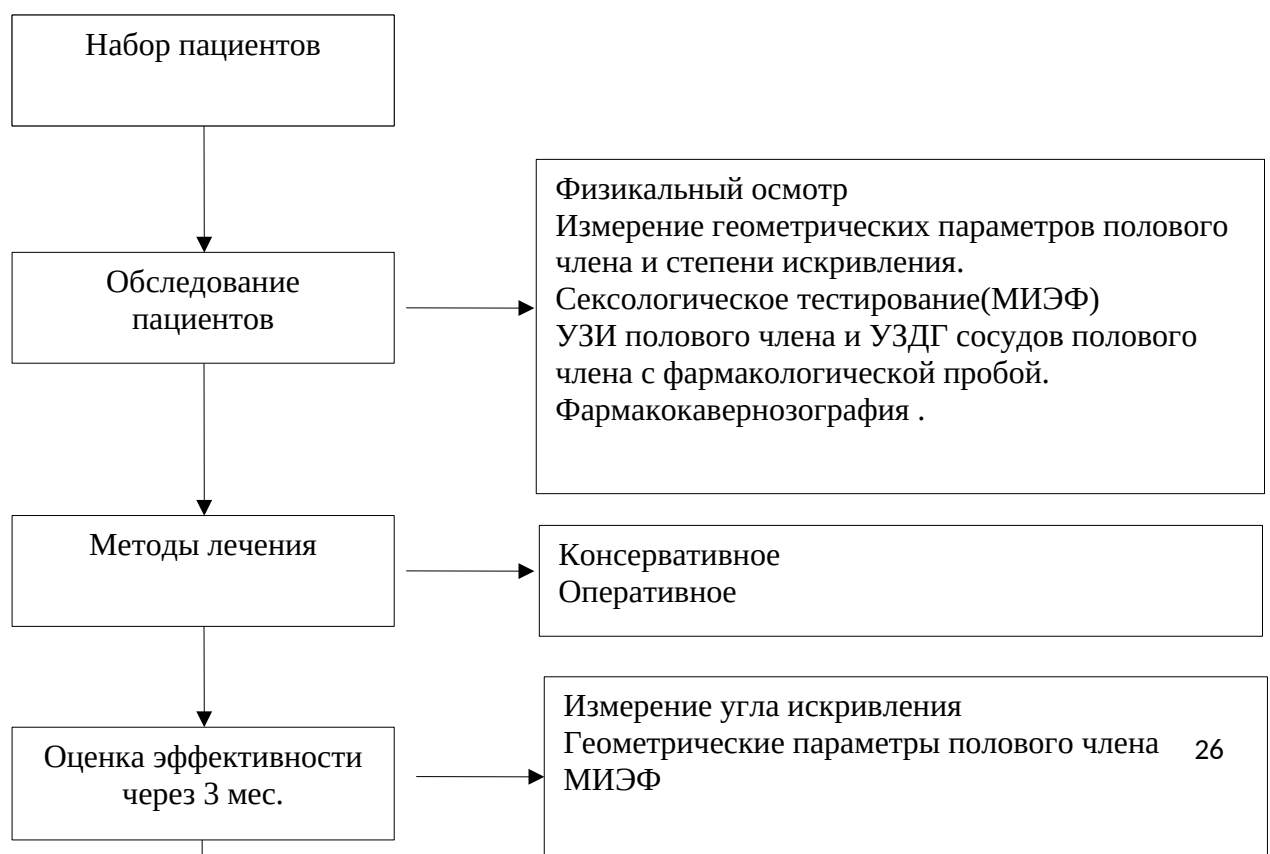 Набор пациентов
Обследование
пациентов
Физикальный осмотр
Измерение геометрических параметров полового
члена и степени искривления.
Сексологическое тестирование(МИЭФ)
УЗИ полового члена и УЗДГ сосудов полового
члена с фармакологической пробой.
Фармакокавернозография .
Методы лечения
Консервативное
Оперативное
Оценка эффективности
через 3 мес.
Измерение угла искривления
Геометрические параметры полового члена
МИЭФ
26